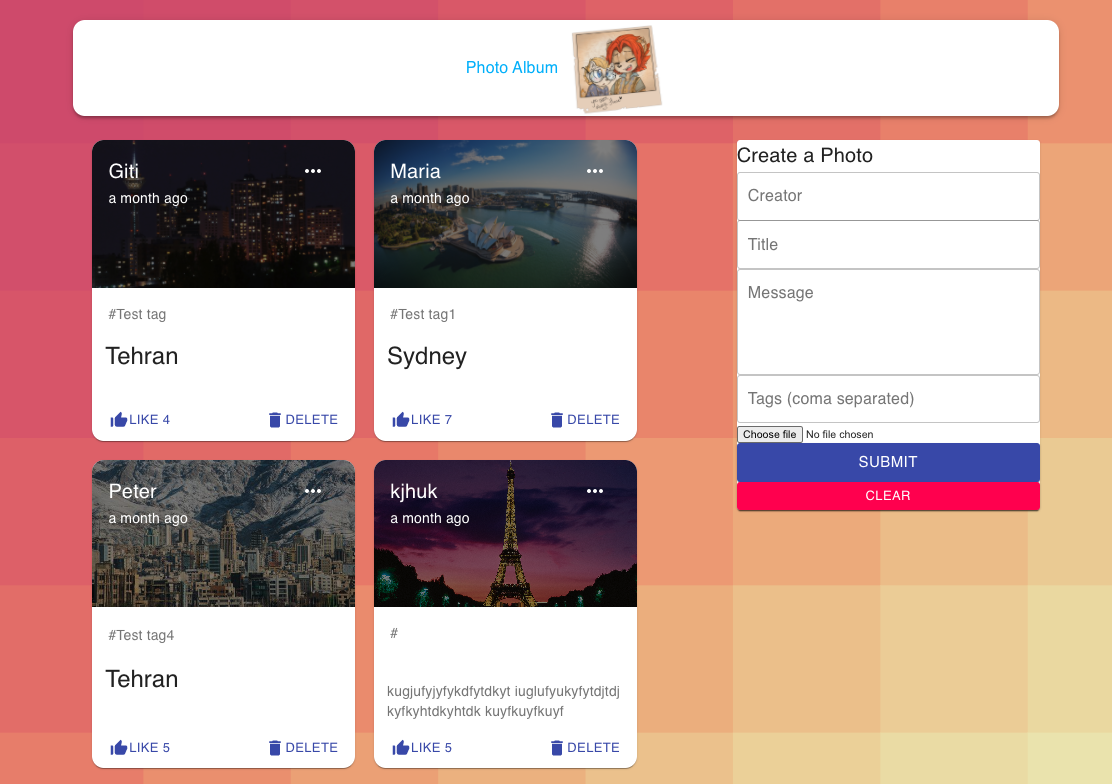 Photo Album
Giti
a month ago
#Test tag
Tehran
LIKE 4
DELETE
Maria
a month ago
#Test tag1
Sydney
LIKE 7
DELETE
Peter
a month ago
#Test tag4
Tehran
LIKE 5
DELETE
kjhuk
a month ago
#
kugjufyjyfykdfytdkyt iuglufyukyfytdjtdj
kyfkyhtdkyhtdk kuyfkuyfkuyf
LIKE 5
DELETE
Create a Photo
Creator
Title
Message
Tags (coma separated)
Choose file No file chosen
SUBMIT
CLEAR